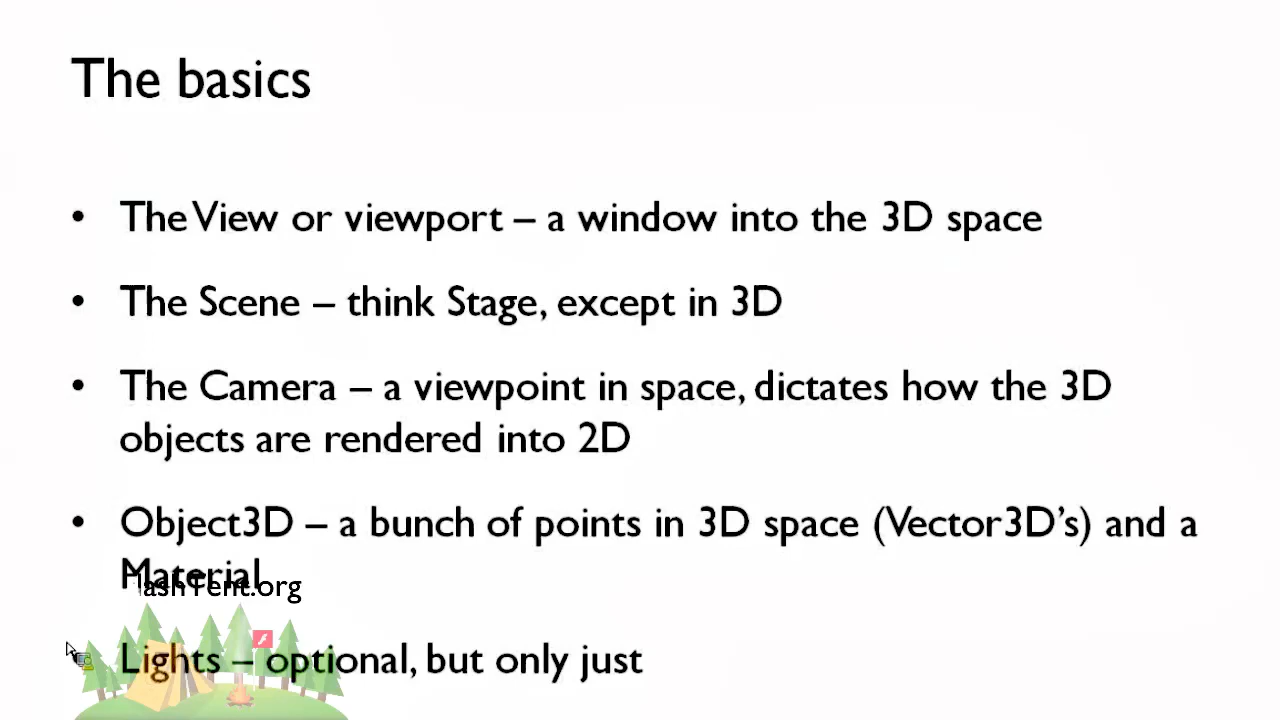 The basics
• The View or viewport – a window into the 3D space
• The Scene – think Stage, except in 3D
• The Camera – a viewpoint in space, dictates how the 3D
objects are rendered into 2D
• Object3D – a bunch of points in 3D space (Vector3D’s) and a
Material
lashTent.org
Lights – optional, but only just